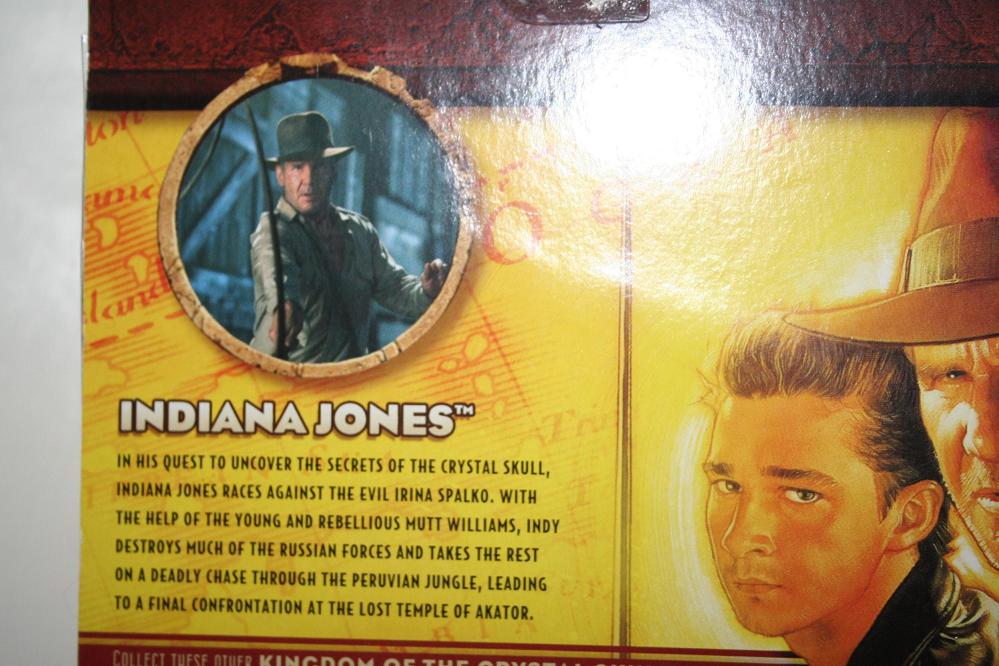 INDIANA JONES™
IN HIS QUEST TO UNCOVER THE SECRETS OF THE CRYSTAL SKULL,
INDIANA JONES RACES AGAINST THE EVIL IRINA SPALKO. WITH
THE HELP OF THE YOUNG AND REBELLIOUS MUTT WILLIAMS, INDY
DESTROYS MUCH OF THE RUSSIAN FORCES AND TAKES THE REST
ON A DEADLY CHASE THROUGH THE PERUVIAN JUNGLE, LEADING
TO A FINAL CONFRONTATION AT THE LOST TEMPLE OF AKATOR.
COLLECT THESE OTHER KINGDOM OF THE CRYSTAL